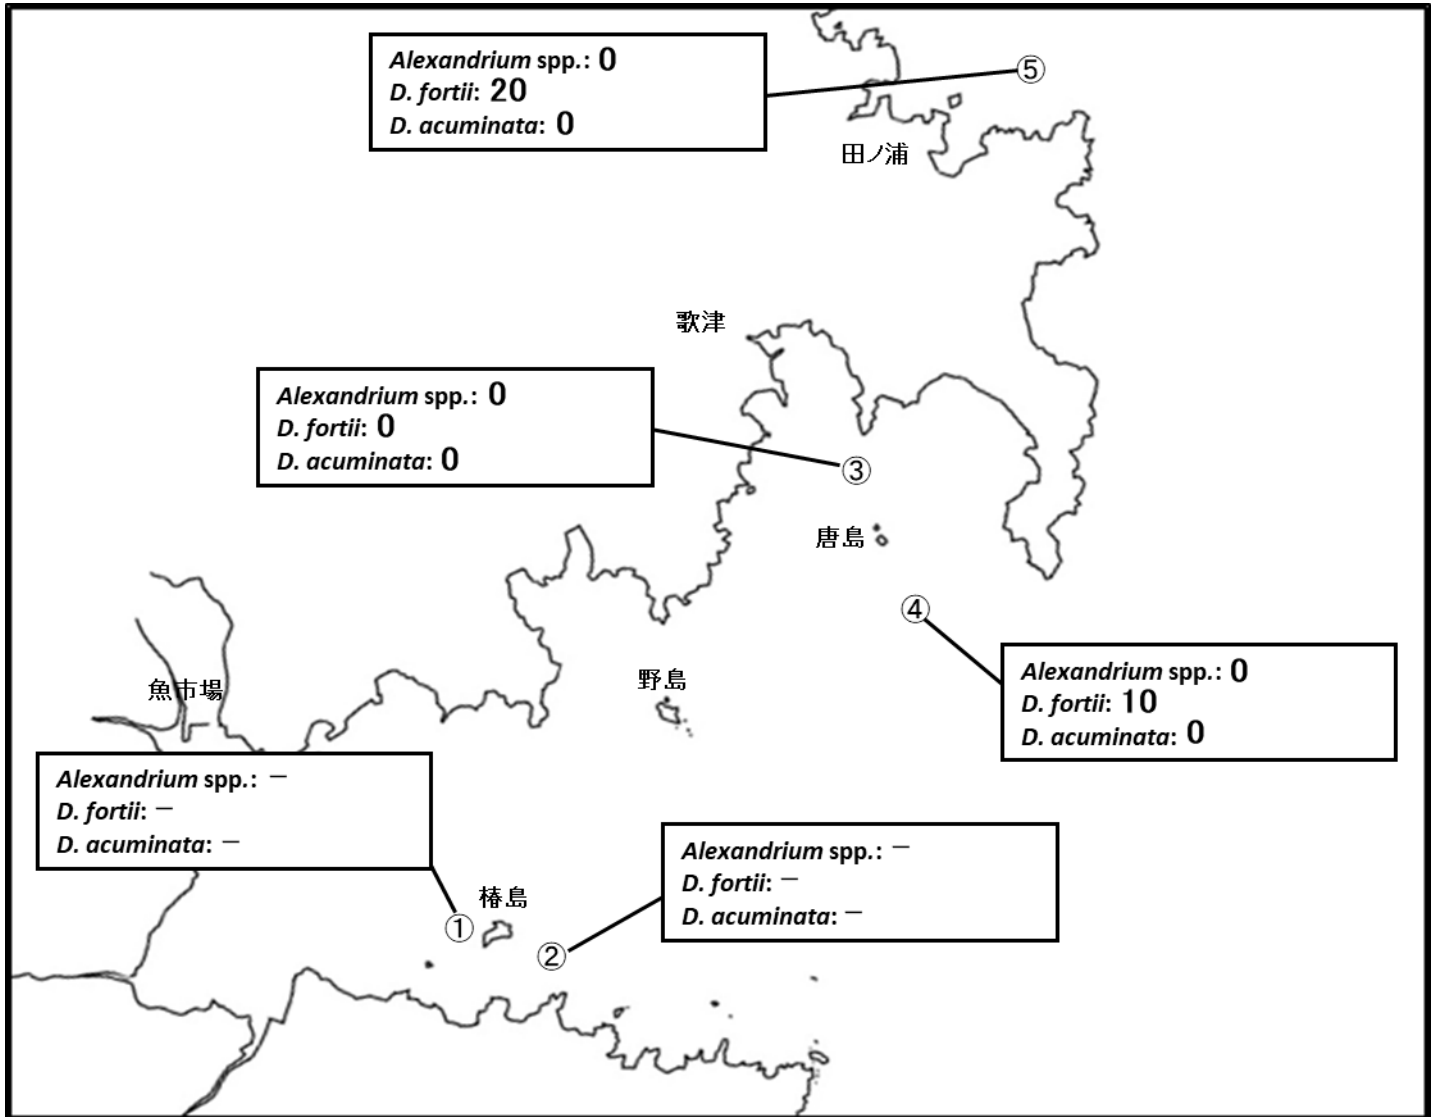 Alexandrium spp.: 0
D. fortii: 20
D. acuminata: 0
⑤
田ノ浦
歌津
Alexandrium spp.: 0
D. fortii: 0
D. acuminata: 0
③
唐島
④
Alexandrium spp.: 0
D. fortii: 10
D. acuminata: 0
野島
魚市場
Alexandrium spp.: −
D. fortii: −
D. acuminata: −
Alexandrium spp.: −
D. fortii: −
D. acuminata: −
椿島
①
②